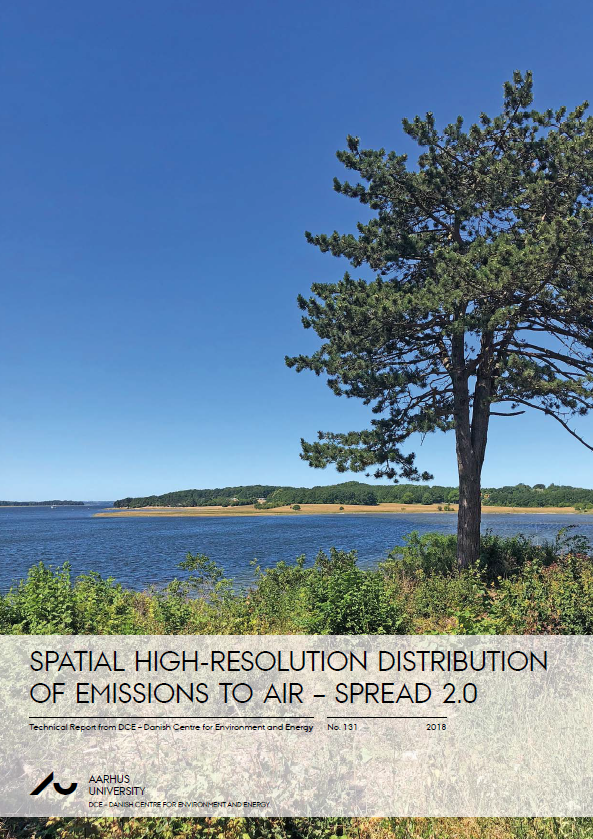 SPATIAL HIGH-RESOLUTION DISTRIBUTION
OF EMISSIONS TO AIR – SPREAD 2.0
Technical Report from DCE – Danish Centre for Environment and Energy No. 131 2018
AARHUS
UNIVERSITY
DCE – DANISH CENTRE FOR ENVIRONMENT AND ENERGY